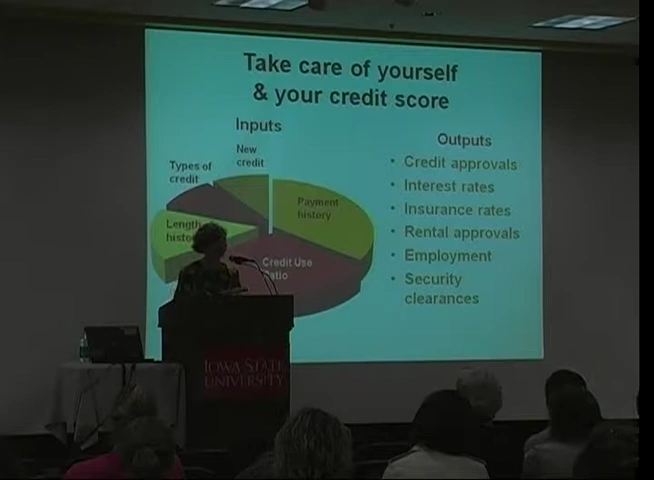 Take care of yourself
& your credit score
Inputs
New
credit
Types of
credit
Payment
history
Length
Credit Use
Outputs
• Credit approvals
• Interest rates
• Insurance rates
• Rental approvals
• Employment
• Security
clearances
IOWA STATE
UNIVERSITY